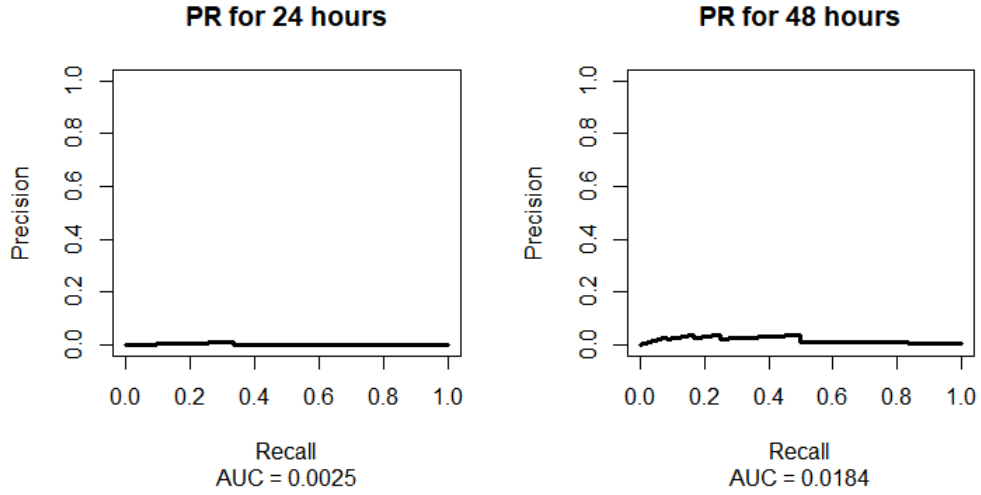 PR for 24 hours
Precision
1.0
0.8
0.6
0.4
0.2
0.0
0.0 0.2 0.4 0.6 0.8 1.0
Recall
AUC = 0.0025
PR for 48 hours
Precision
1.0
0.8
0.6
0.4
0.2
0.0
0.0 0.2 0.4 0.6 0.8 1.0
Recall
AUC = 0.0184